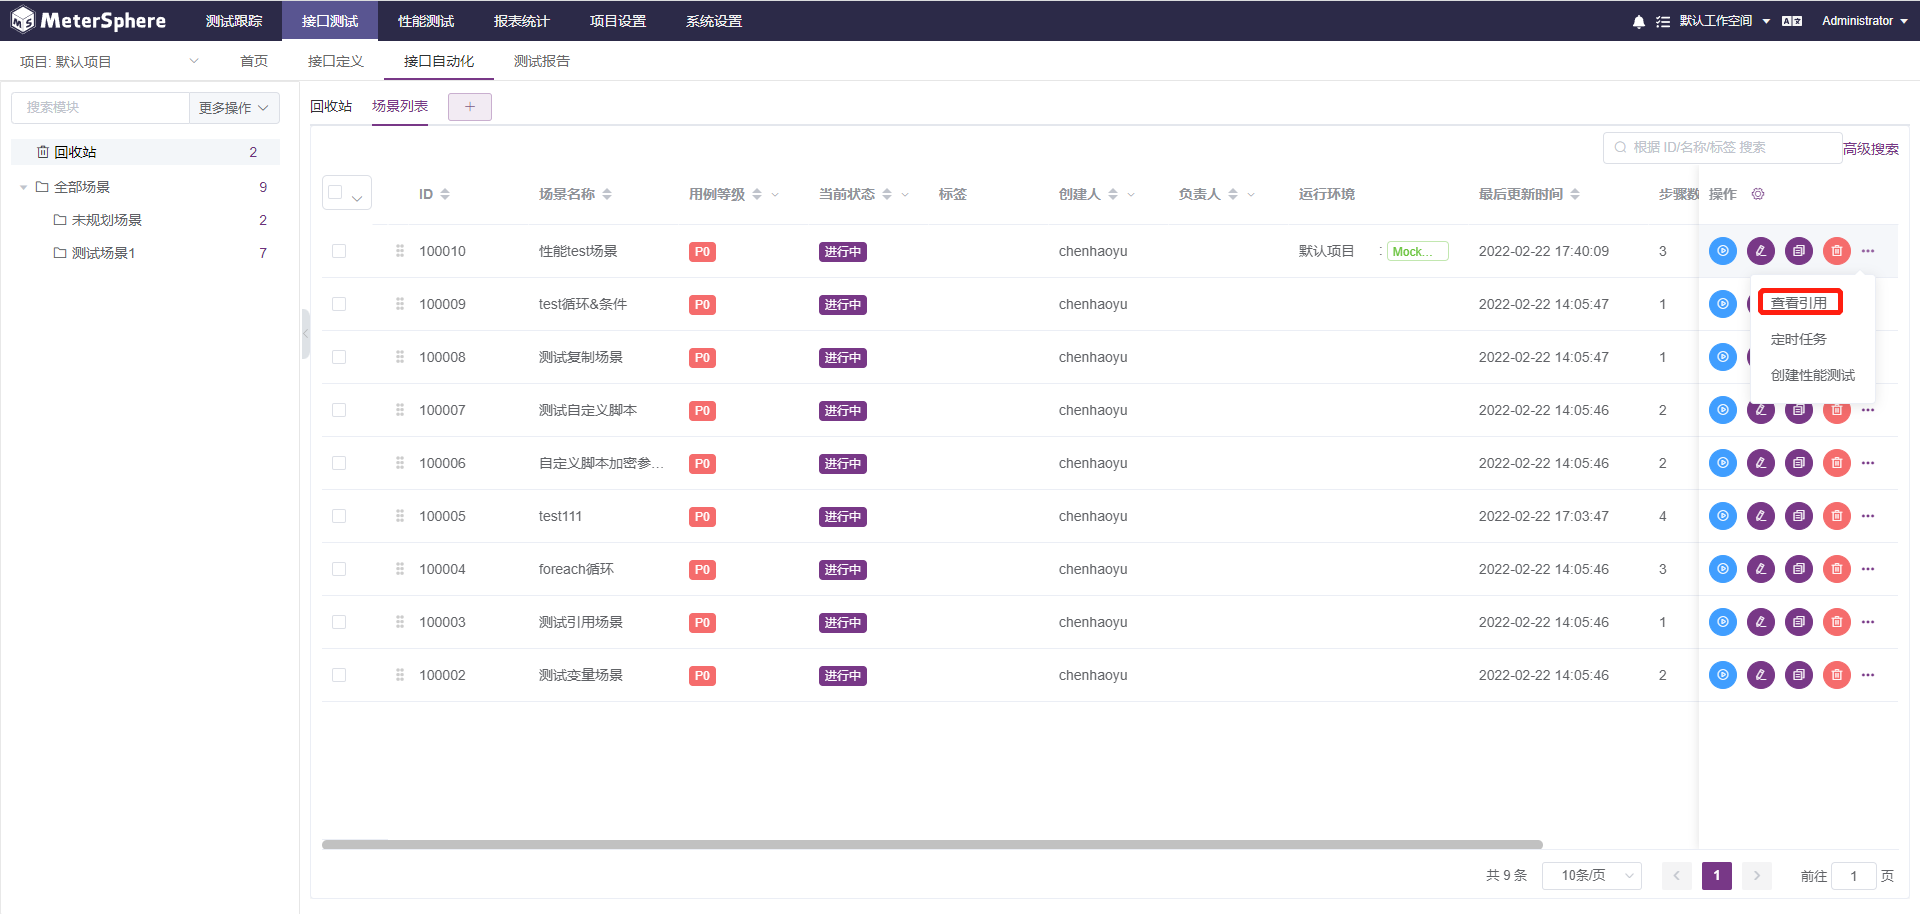 MeterSphere 测试跟踪 接口测试 性能测试 报表统计 项目设置 系统设置 默认工作空间 Administrator
项目: 默认项目 首页 接口定义 接口自动化 测试报告
搜索模块 更多操作
回收站 2
全部场景 9
未规划场景 2
测试场景1 7
回收站 场景列表 +
根据 ID/名称/标签 搜索 高级搜索
ID 场景名称 用例等级 当前状态 标签 创建人 负责人 运行环境 最后更新时间 步骤数 操作
100010 性能test场景 P0 进行中 chenhaoyu 默认项目 : Mock... 2022-02-22 17:40:09 3
100009 test循环&条件 P0 进行中 chenhaoyu 2022-02-22 14:05:47 1
100008 测试复制场景 P0 进行中 chenhaoyu 2022-02-22 14:05:47 1
100007 测试自定义脚本 P0 进行中 chenhaoyu 2022-02-22 14:05:46 2
100006 自定义脚本加密参... P0 进行中 chenhaoyu 2022-02-22 14:05:46 2
100005 test111 P0 进行中 chenhaoyu 2022-02-22 17:03:47 4
100004 foreach循环 P0 进行中 chenhaoyu 2022-02-22 14:05:46 3
100003 测试引用场景 P0 进行中 chenhaoyu 2022-02-22 14:05:46 1
100002 测试变量场景 P0 进行中 chenhaoyu 2022-02-22 14:05:46 2
查看引用
定时任务
创建性能测试
共 9 条 10条/页 1 前往 1 页